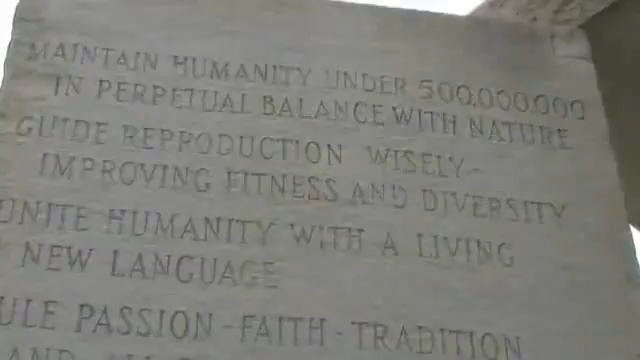 MAINTAIN HUMANITY UNDER 500,000,000
IN PERPETUAL BALANCE WITH NATURE
GUIDE REPRODUCTION WISELY-
IMPROVING FITNESS AND DIVERSITY
UNITE HUMANITY WITH A LIVING
NEW LANGUAGE
ULE PASSION - FAITH - TRADITION
AND